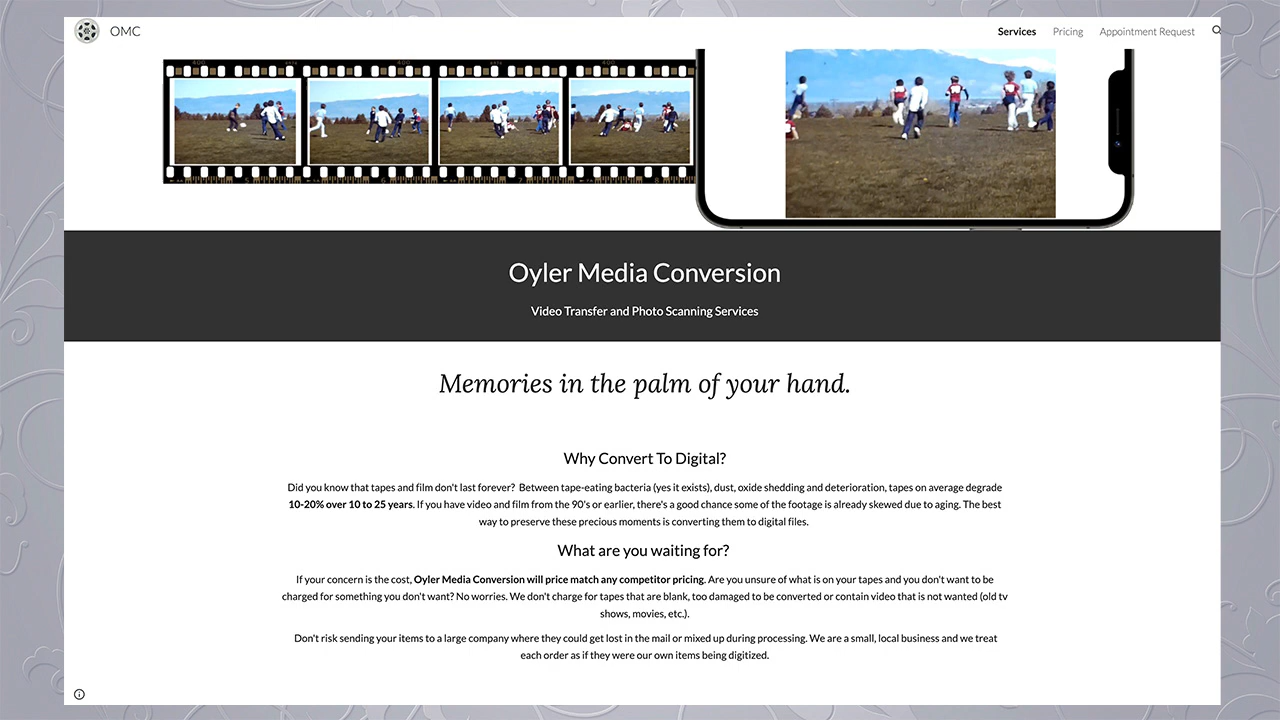 OMC
Services Pricing Appointment Request
400 400 400
5 6 7 8
Oyler Media Conversion
Video Transfer and Photo Scanning Services
Memories in the palm of your hand.
Why Convert To Digital?
Did you know that tapes and film don't last forever?  Between tape-eating bacteria (yes it exists), dust, oxide shedding and deterioration, tapes on average degrade
10-20% over 10 to 25 years. If you have video and film from the 90's or earlier, there's a good chance some of the footage is already skewed due to aging. The best
way to preserve these precious moments is converting them to digital files.
What are you waiting for?
If your concern is the cost, Oyler Media Conversion will price match any competitor pricing. Are you unsure of what is on your tapes and you don't want to be
charged for something you don't want? No worries. We don't charge for tapes that are blank, too damaged to be converted or contain video that is not wanted (old tv
shows, movies, etc.).
Don't risk sending your items to a large company where they could get lost in the mail or mixed up during processing. We are a small, local business and we treat
each order as if they were our own items being digitized.